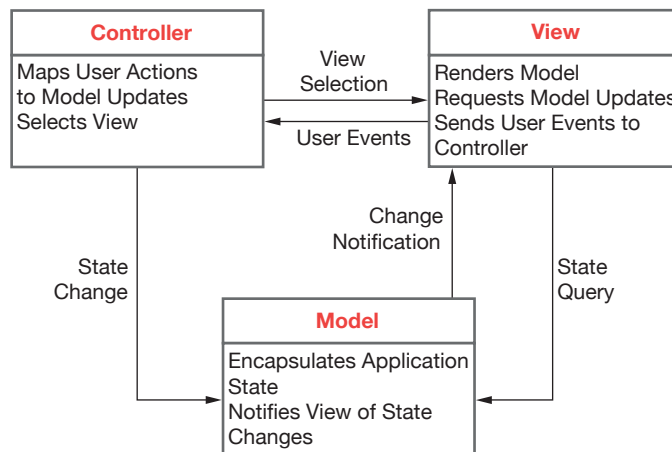 Controller
Maps User Actions
to Model Updates
Selects View
View
Selection
User Events
View
Renders Model
Requests Model Updates
Sends User Events to
Controller
State
Change
Change
Notification
State
Query
Model
Encapsulates Application
State
Notifies View of State
Changes